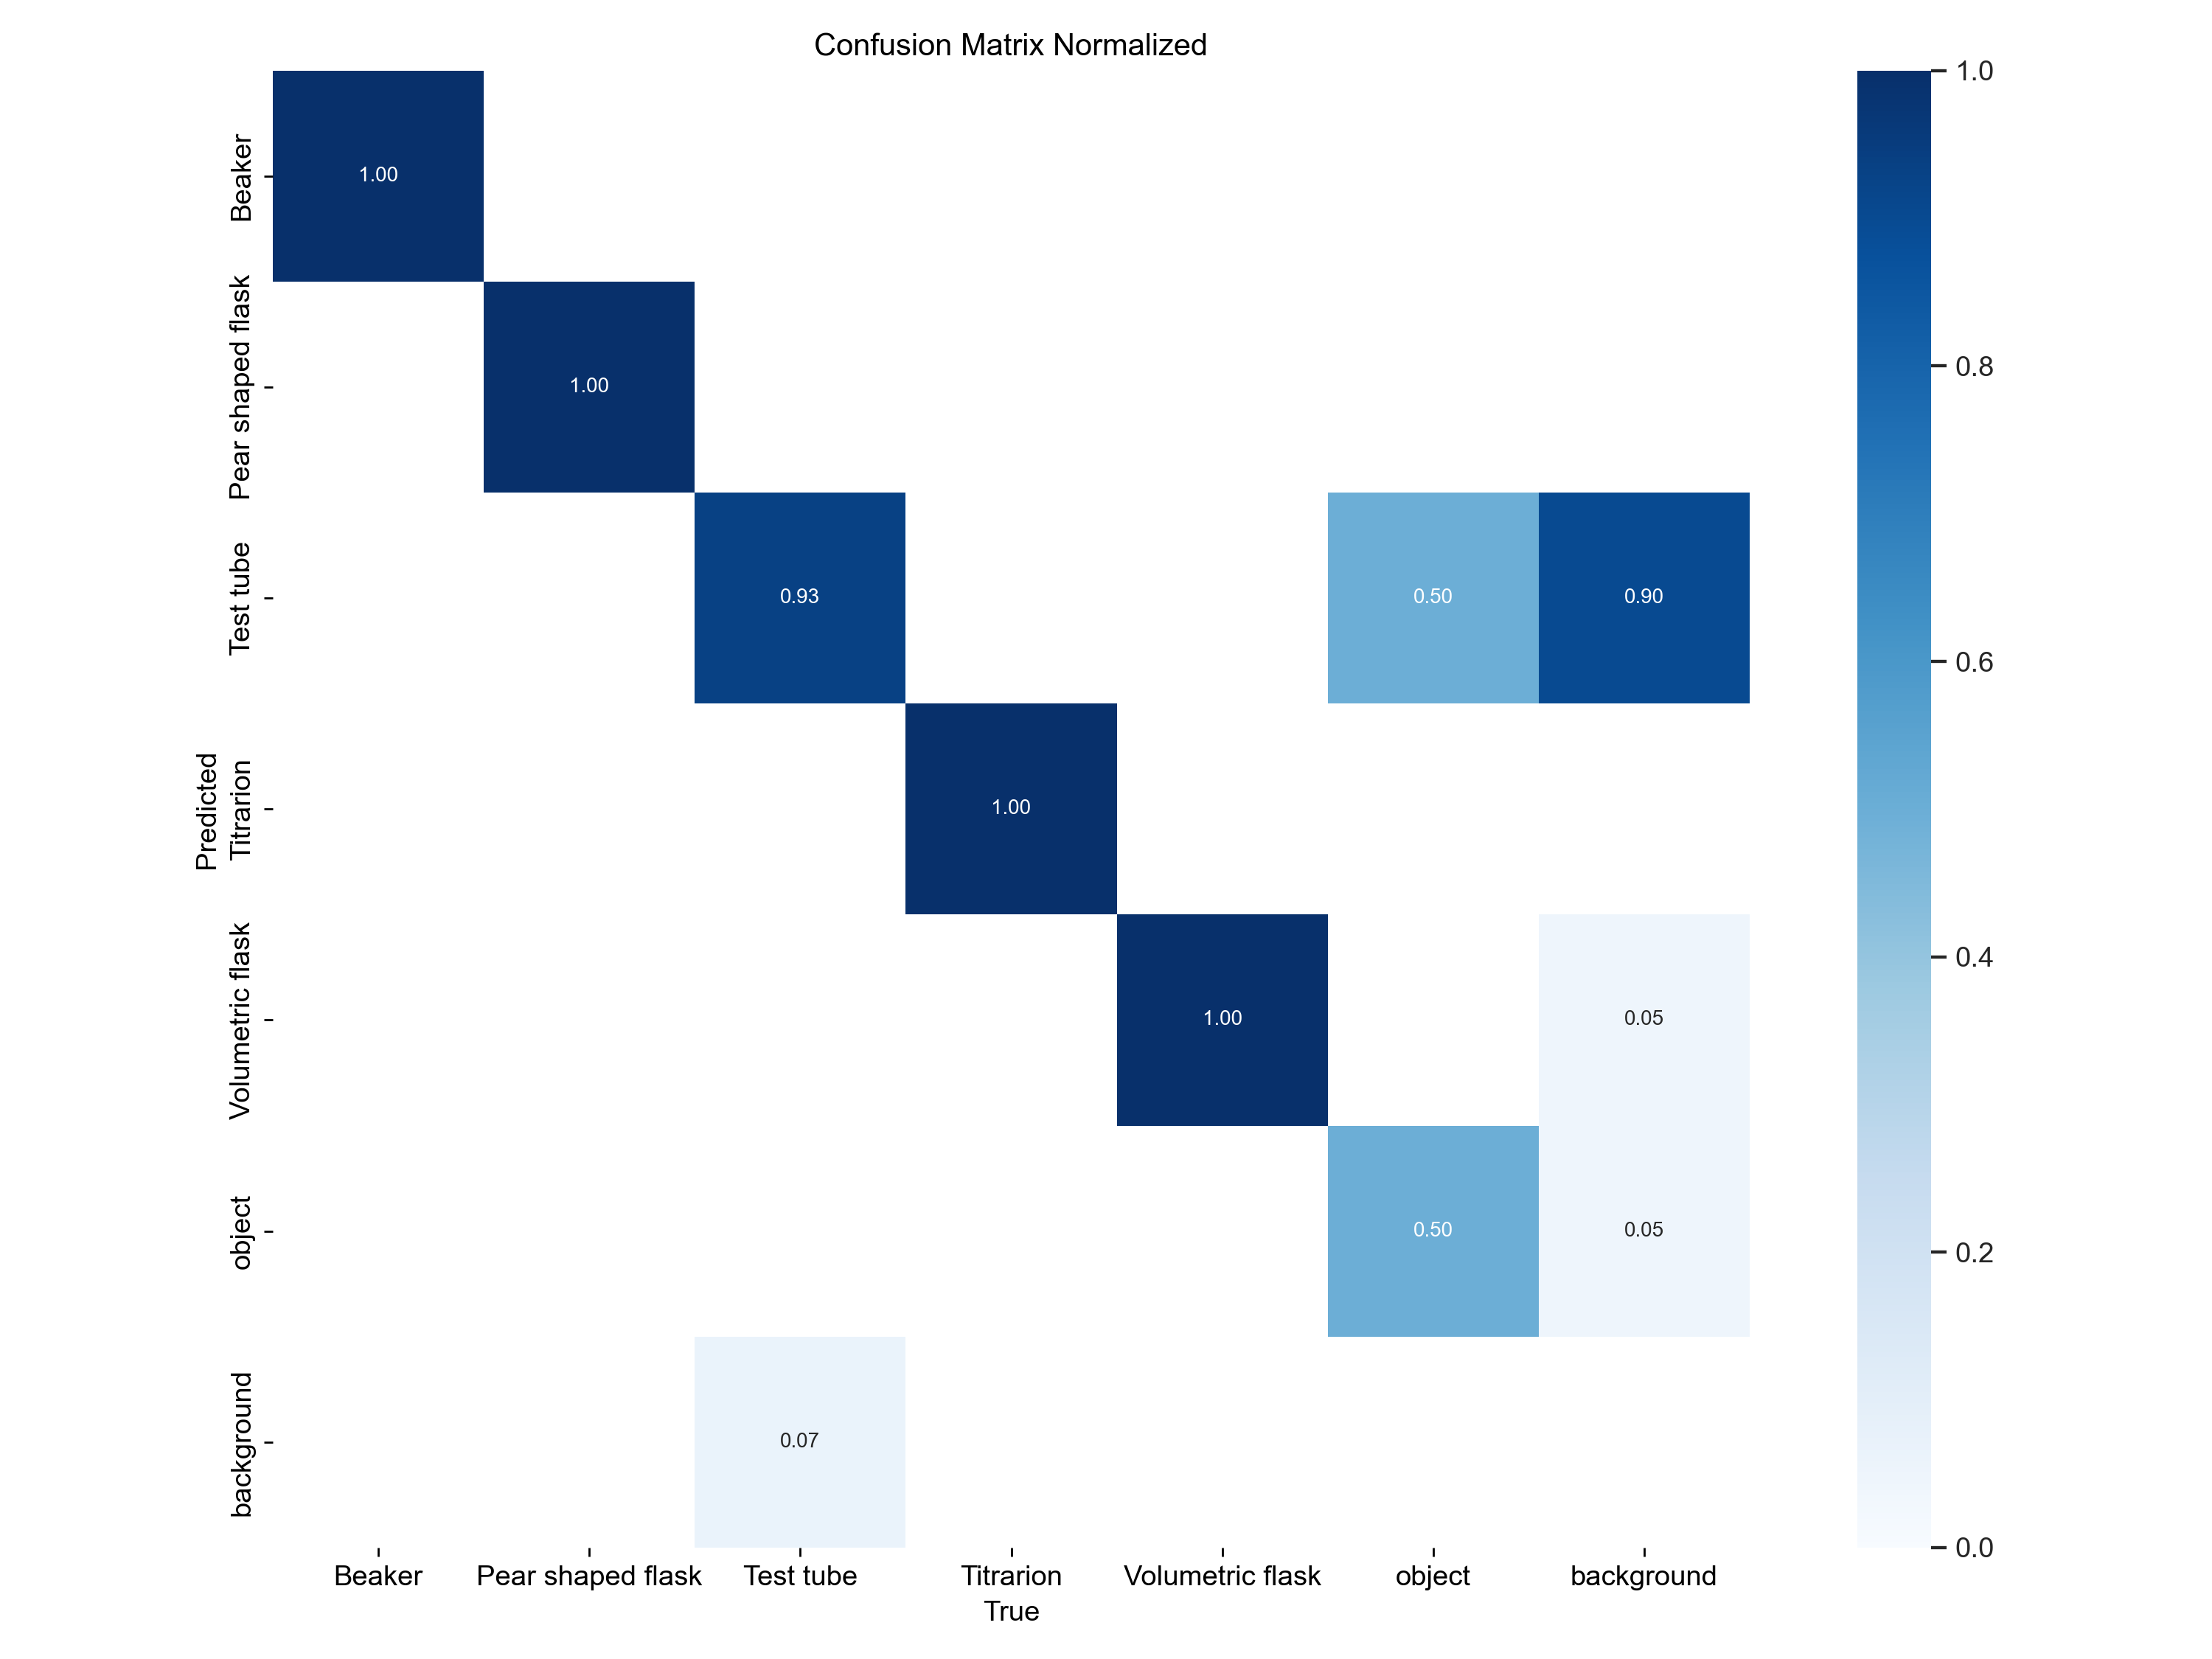 Confusion Matrix Normalized
Beaker
1.00
Pear shaped flask
1.00
Test tube
0.93
0.50
0.90
Predicted
Titrarion
1.00
Volumetric flask
1.00
0.05
object
0.50
0.05
background
0.07
Beaker
Pear shaped flask
Test tube
Titrarion
Volumetric flask
object
background
True
1.0
0.8
0.6
0.4
0.2
0.0